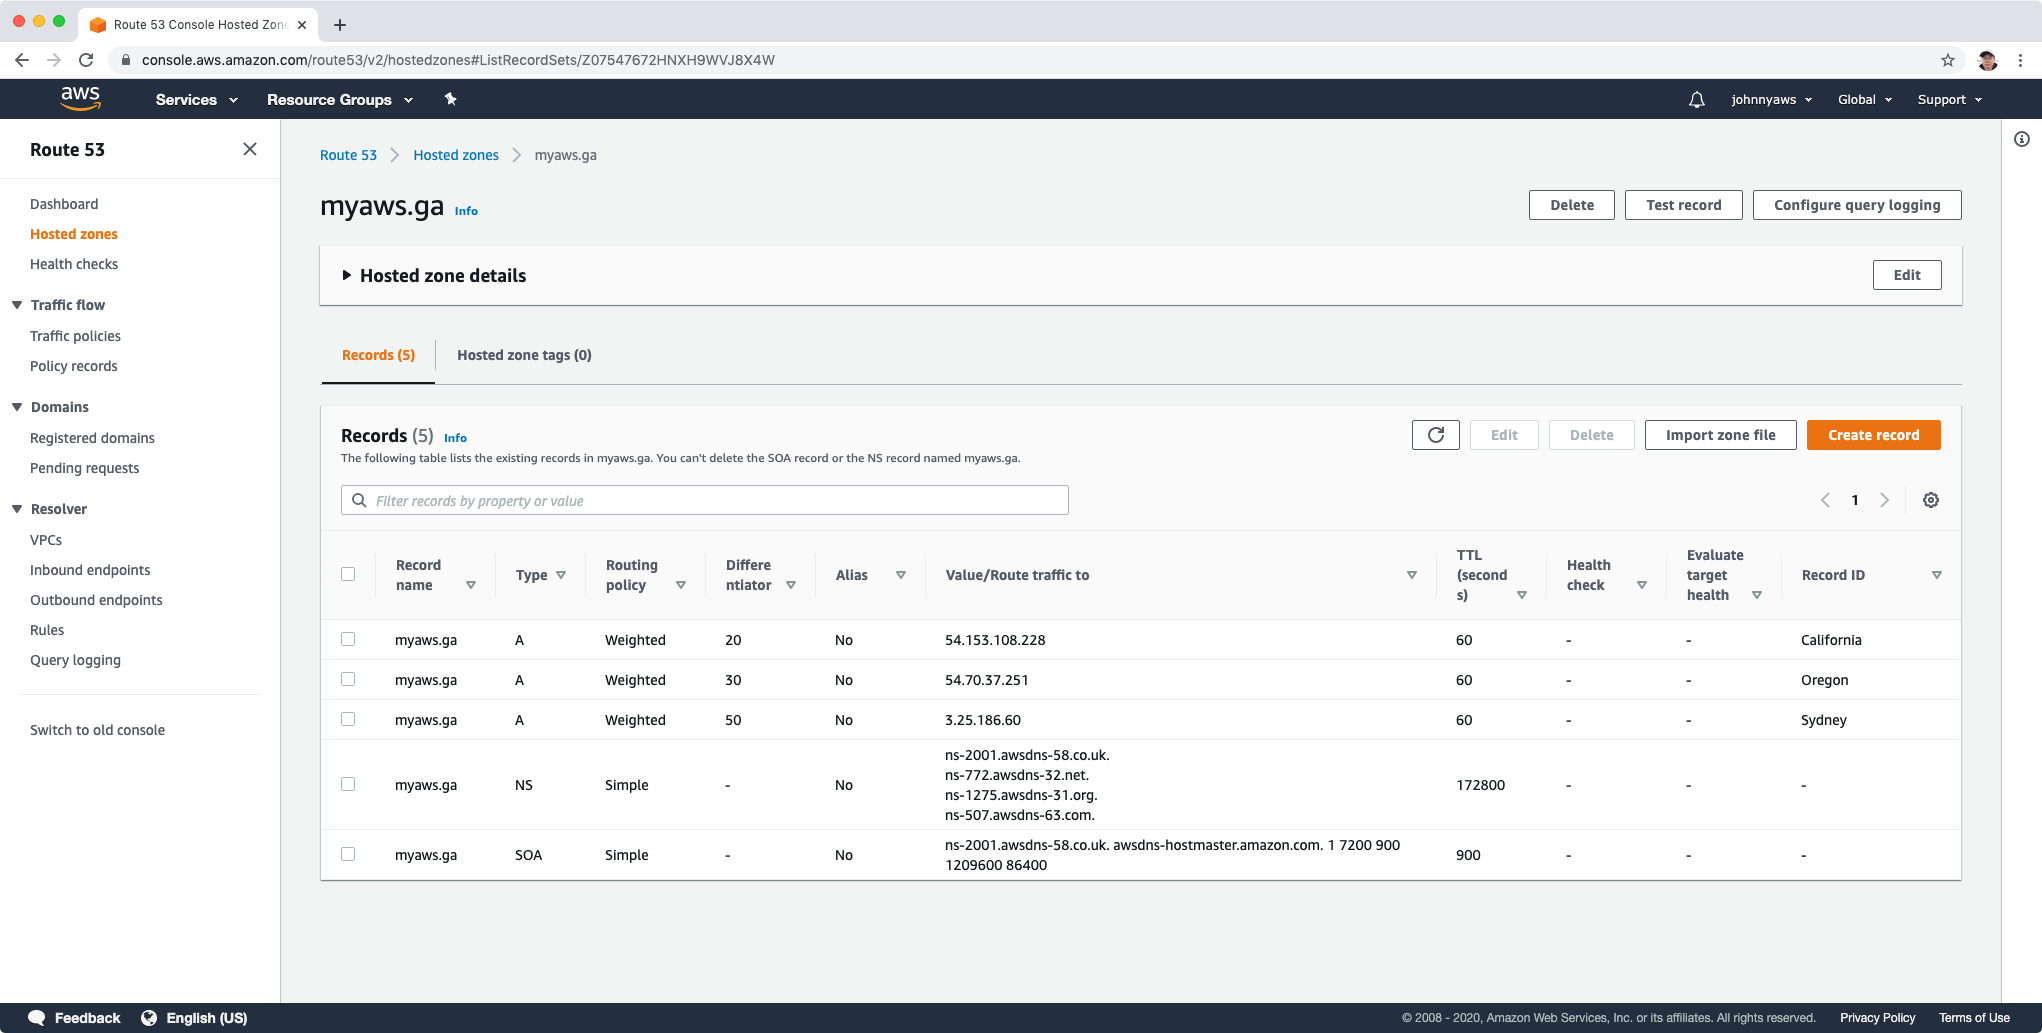 Route 53 Console Hosted Zone
console.aws.amazon.com/route53/v2/hostedzones#ListRecordSets/Z07547672HNXH9WVJ8X4W
aws Services Resource Groups johnnyaws Global Support
Route 53
Dashboard
Hosted zones
Health checks
Traffic flow
Traffic policies
Policy records
Domains
Registered domains
Pending requests
Resolver
VPCs
Inbound endpoints
Outbound endpoints
Rules
Query logging
Switch to old console
Route 53 Hosted zones myaws.ga
myaws.ga Info Delete Test record Configure query logging
Hosted zone details Edit
Records (5) Hosted zone tags (0)
Records (5) Info Edit Delete Import zone file Create record
The following table lists the existing records in myaws.ga. You can't delete the SOA record or the NS record named myaws.ga.
Filter records by property or value 1
Record name Type Routing policy Differentiator Alias Value/Route traffic to TTL (seconds) Health check Evaluate target health Record ID
myaws.ga A Weighted 20 No 54.153.108.228 60 - - California
myaws.ga A Weighted 30 No 54.70.37.251 60 - - Oregon
myaws.ga A Weighted 50 No 3.25.186.60 60 - - Sydney
myaws.ga NS Simple - No ns-2001.awsdns-58.co.uk.
ns-772.awsdns-32.net.
ns-1275.awsdns-31.org.
ns-507.awsdns-63.com. 172800 - - -
myaws.ga SOA Simple - No ns-2001.awsdns-58.co.uk. awsdns-hostmaster.amazon.com. 1 7200 900
1209600 86400 900 - - -
Feedback English (US) © 2008 - 2020, Amazon Web Services, Inc. or its affiliates. All rights reserved. Privacy Policy Terms of Use